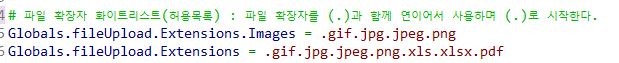 # 파일 확장자 화이트리스트(허용목록) : 파일 확장자를 (.)과 함께 연이어서 사용하며 (.)로 시작한다.
Globals.fileUpload.Extensions.Images = .gif.jpg.jpeg.png
Globals.fileUpload.Extensions = .gif.jpg.jpeg.png.xls.xlsx.pdf